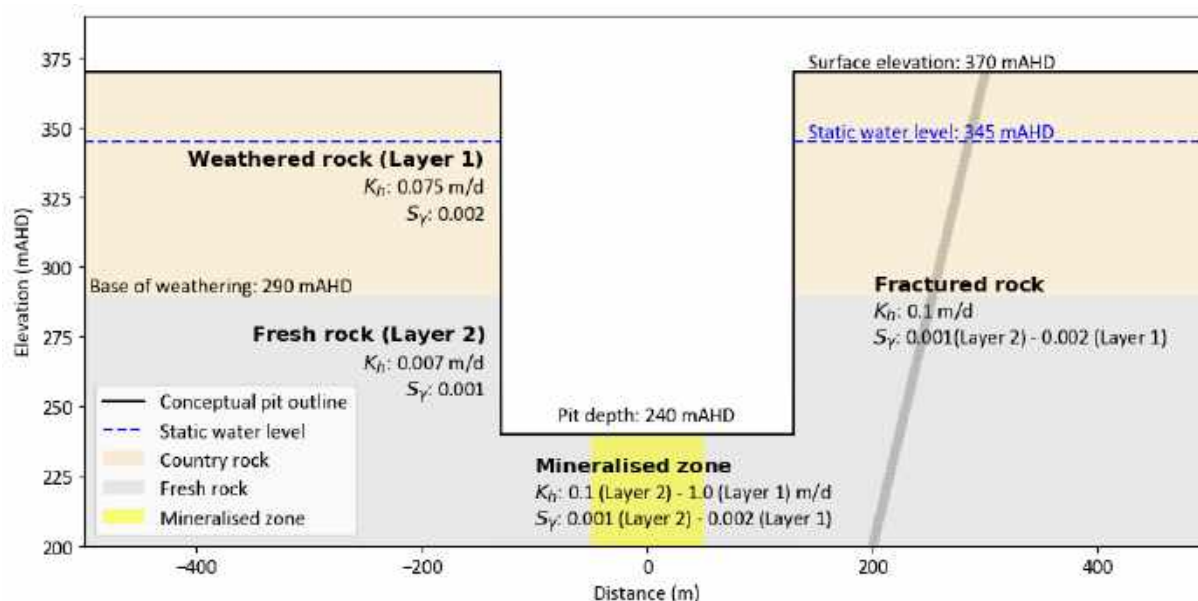 375
350
325
300
275
250
225
200
Elevation (mAHD)
Surface elevation: 370 mAHD
Static water level: 345 mAHD
Weathered rock (Layer 1)
Kh: 0.075 m/d
SY: 0.002
Base of weathering: 290 mAHD
Fractured rock
Kh: 0.1 m/d
SY: 0.001(Layer 2) - 0.002 (Layer 1)
Fresh rock (Layer 2)
Kh: 0.007 m/d
SY: 0.001
Conceptual pit outline
Static water level
Country rock
Fresh rock
Mineralised zone
Pit depth: 240 mAHD
Mineralised zone
Kh: 0.1 (Layer 2) - 1.0 (Layer 1) m/d
SY: 0.001 (Layer 2) - 0.002 (Layer 1)
−400 −200 0 200 400
Distance (m)